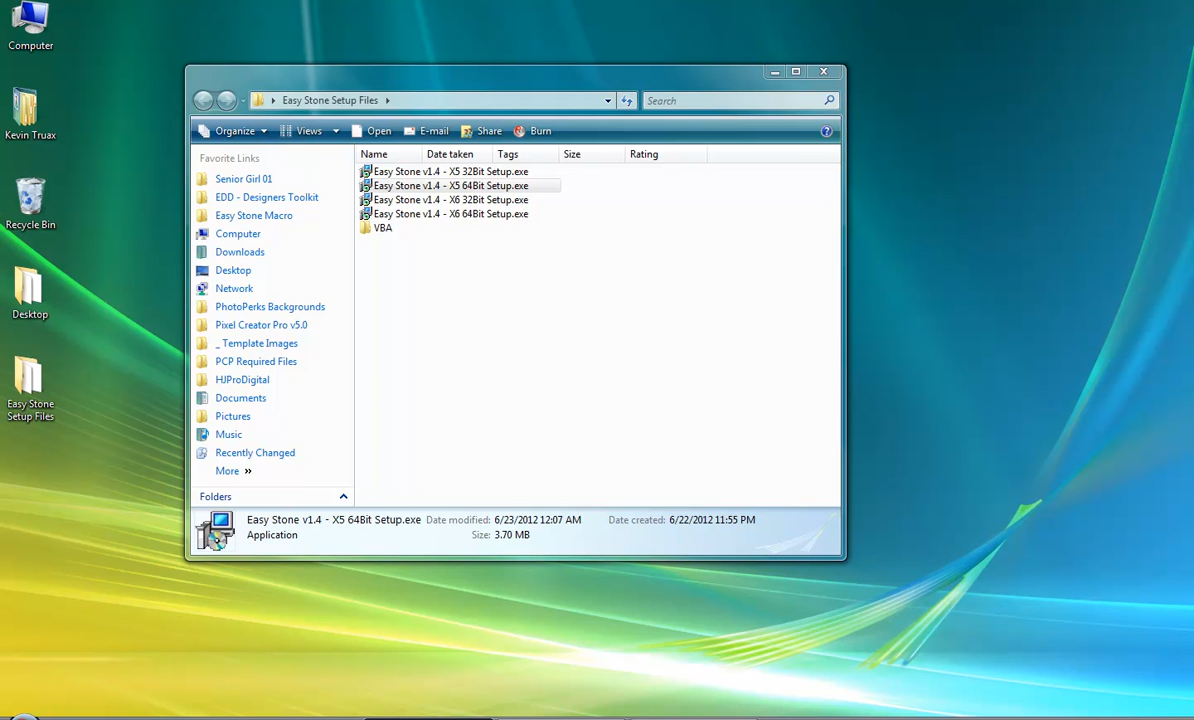 Computer
Kevin Truax
Recycle Bin
Desktop
Easy Stone
Setup Files
Easy Stone Setup Files
Search
Organize Views Open E-mail Share Burn
Favorite Links
Senior Girl 01
EDD - Designers Toolkit
Easy Stone Macro
Computer
Downloads
Desktop
Network
PhotoPerks Backgrounds
Pixel Creator Pro v5.0
_ Template Images
PCP Required Files
HJProDigital
Documents
Pictures
Music
Recently Changed
More »
Folders
Name Date taken Tags Size Rating
Easy Stone v1.4 - X5 32Bit Setup.exe
Easy Stone v1.4 - X5 64Bit Setup.exe
Easy Stone v1.4 - X6 32Bit Setup.exe
Easy Stone v1.4 - X6 64Bit Setup.exe
VBA
Easy Stone v1.4 - X5 64Bit Setup.exe Date modified: 6/23/2012 12:07 AM Date created: 6/22/2012 11:55 PM
Application Size: 3.70 MB